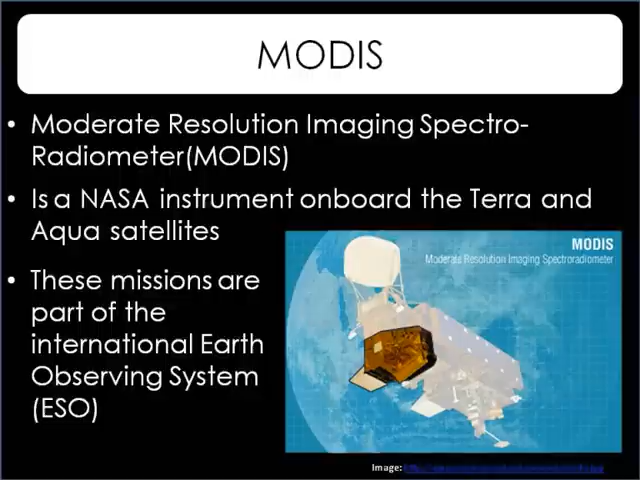 MODIS
• Moderate Resolution Imaging Spectro-
Radiometer(MODIS)
• Is a NASA instrument onboard the Terra and
Aqua satellites
MODIS
Moderate Resolution Imaging Spectroradiometer
• These missions are
part of the
international Earth
Observing System
(ESO)
Image: